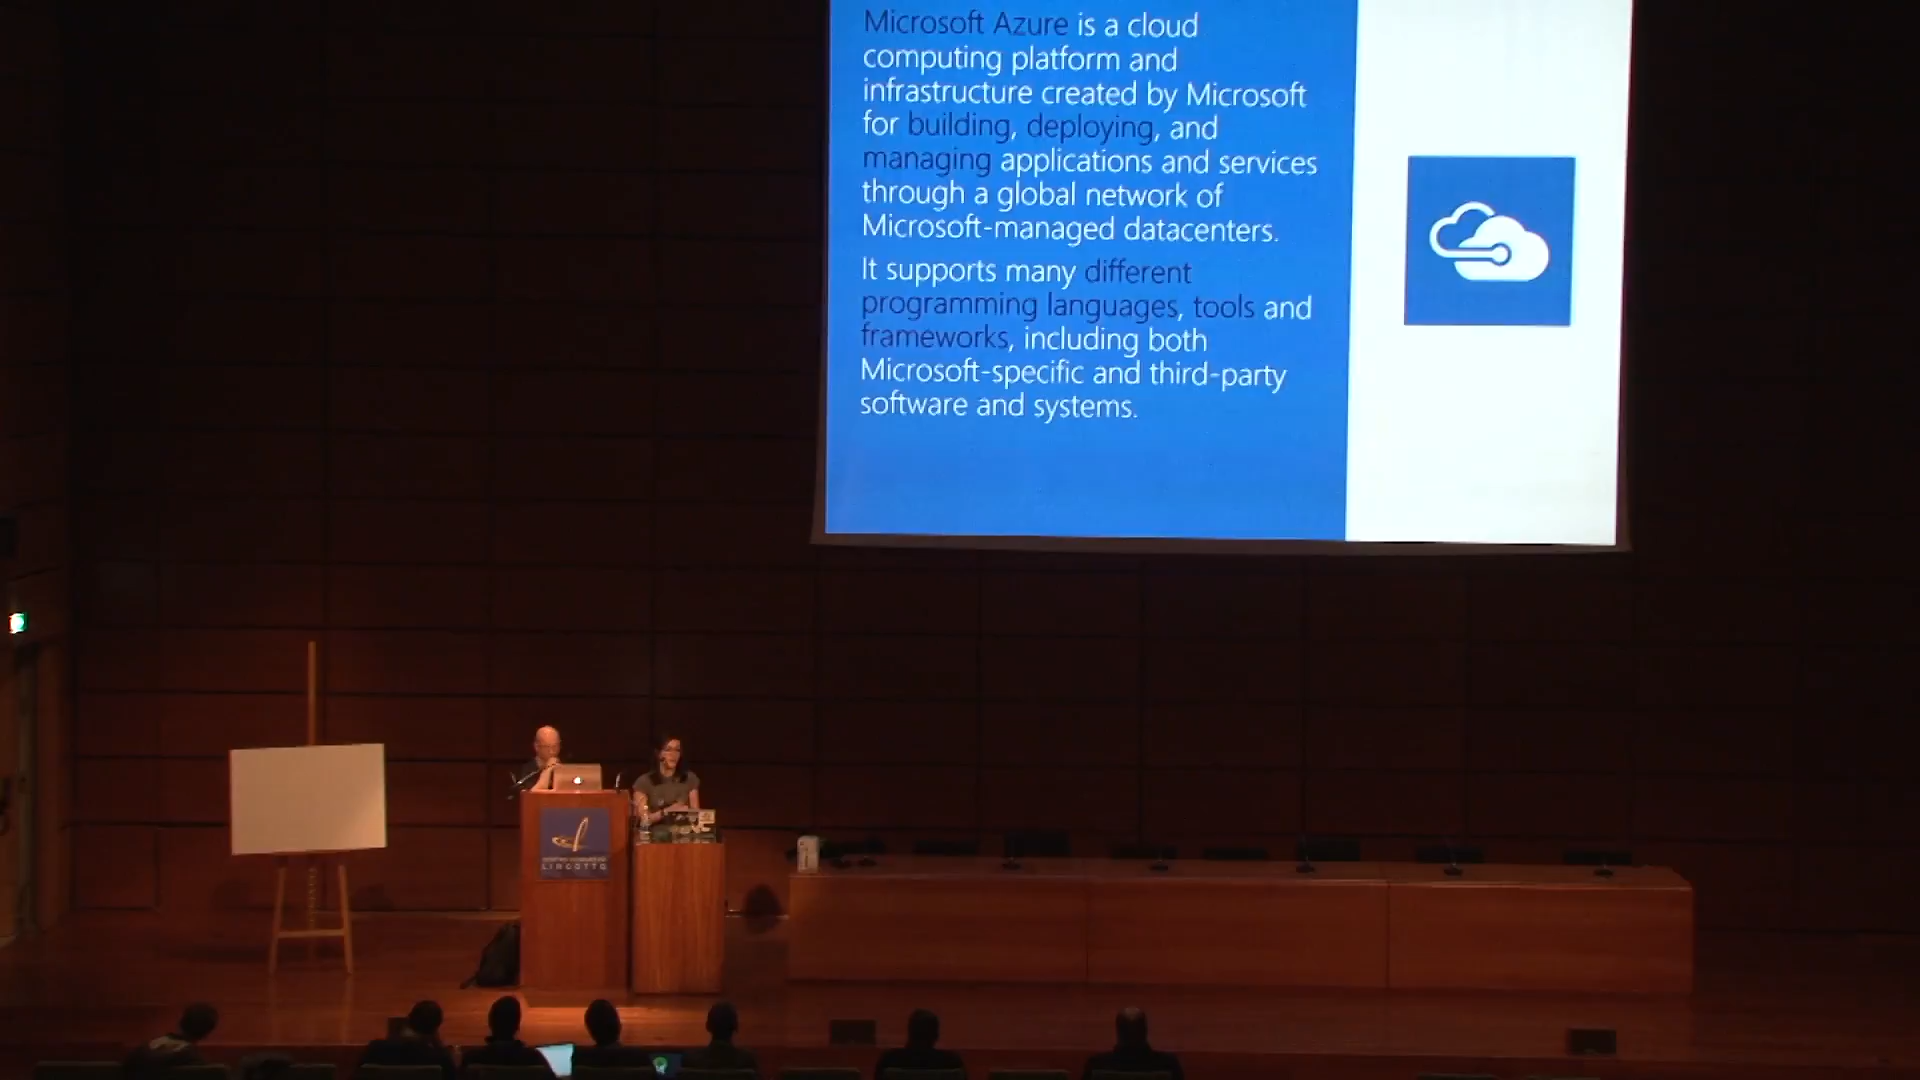 Microsoft Azure is a cloud
computing platform and
infrastructure created by Microsoft
for building, deploying, and
managing applications and services
through a global network of
Microsoft-managed datacenters.
It supports many different
programming languages, tools and
frameworks, including both
Microsoft-specific and third-party
software and systems.
LINGOTTO